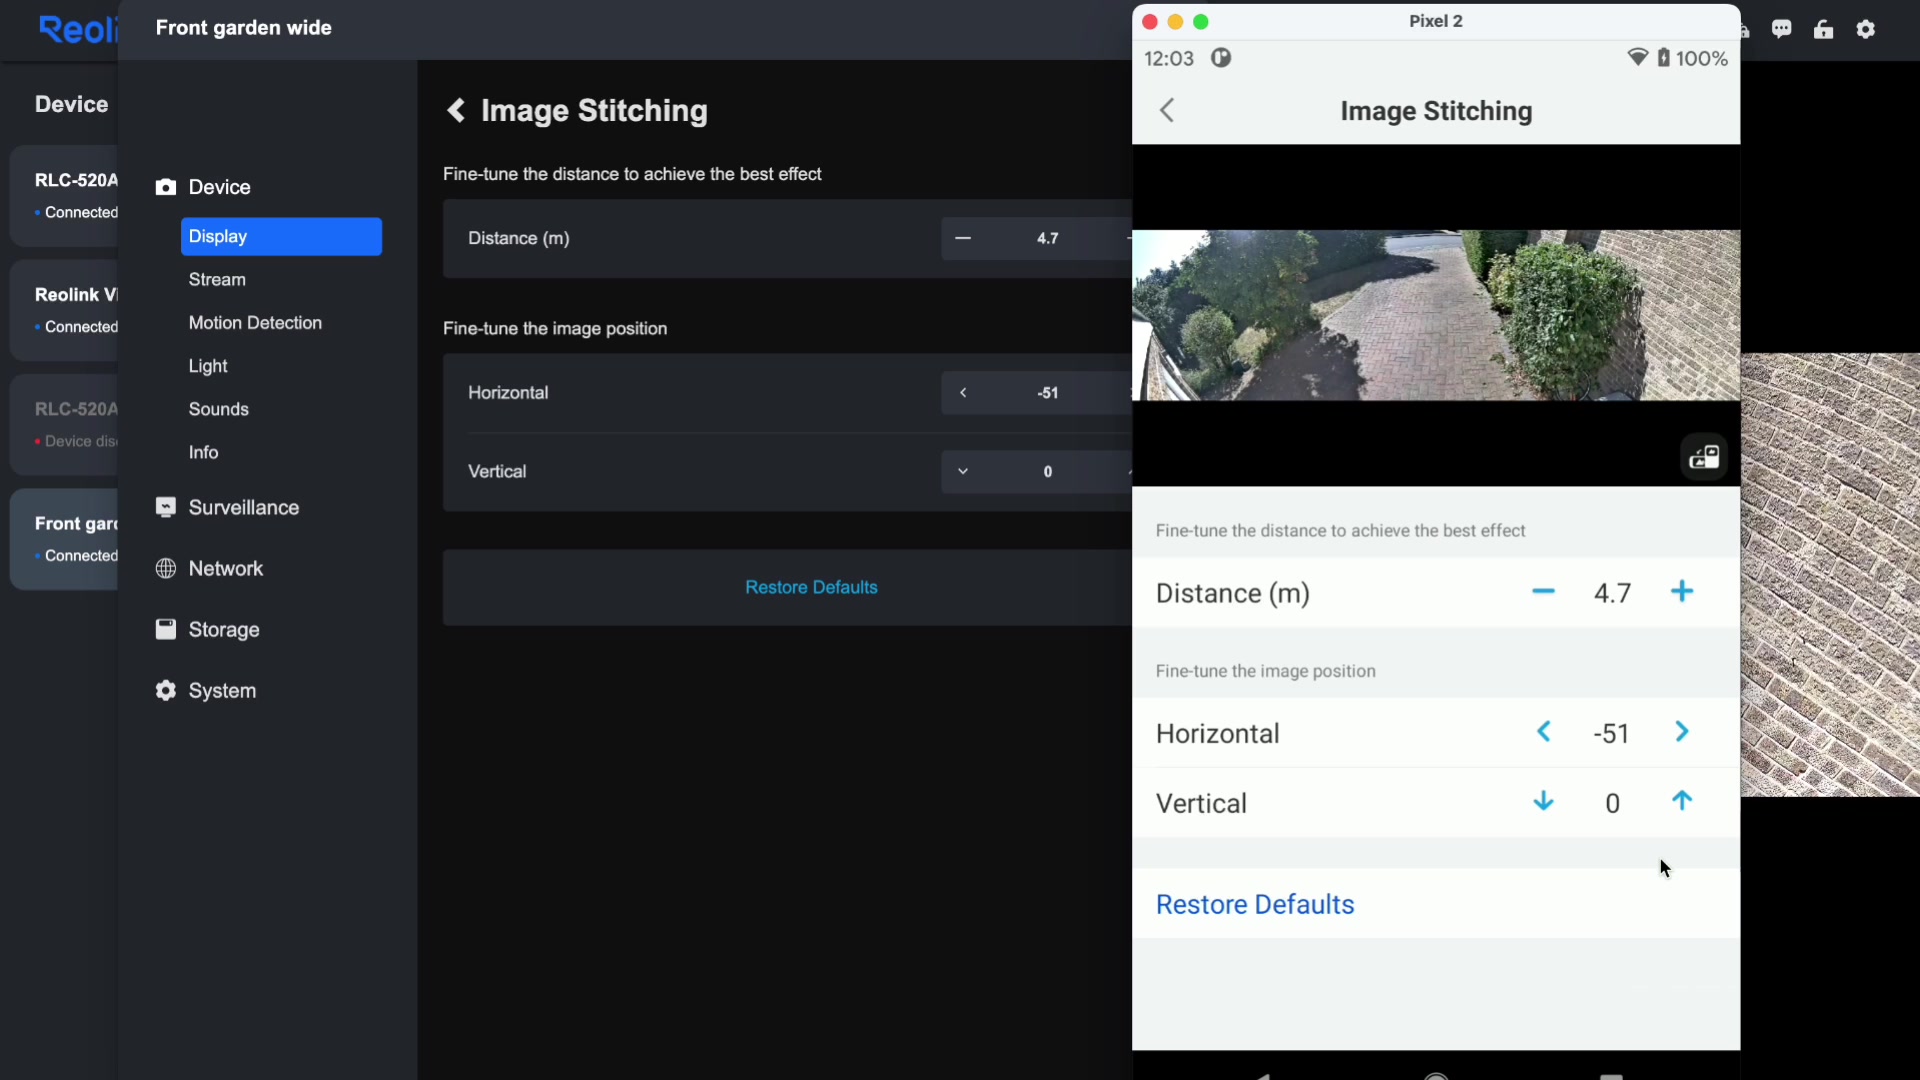 Reoli
Front garden wide
Device
RLC-520A
Connected
Reolink Vi
Connected
RLC-520A
Device dis
Front gard
Connected
Device
Display
Stream
Motion Detection
Light
Sounds
Info
Surveillance
Network
Storage
System
Image Stitching
Fine-tune the distance to achieve the best effect
Distance (m)
4.7
Fine-tune the image position
Horizontal
-51
Vertical
0
Restore Defaults
Pixel 2
12:03
100%
Image Stitching
Fine-tune the distance to achieve the best effect
Distance (m)
4.7
Fine-tune the image position
Horizontal
-51
Vertical
0
Restore Defaults